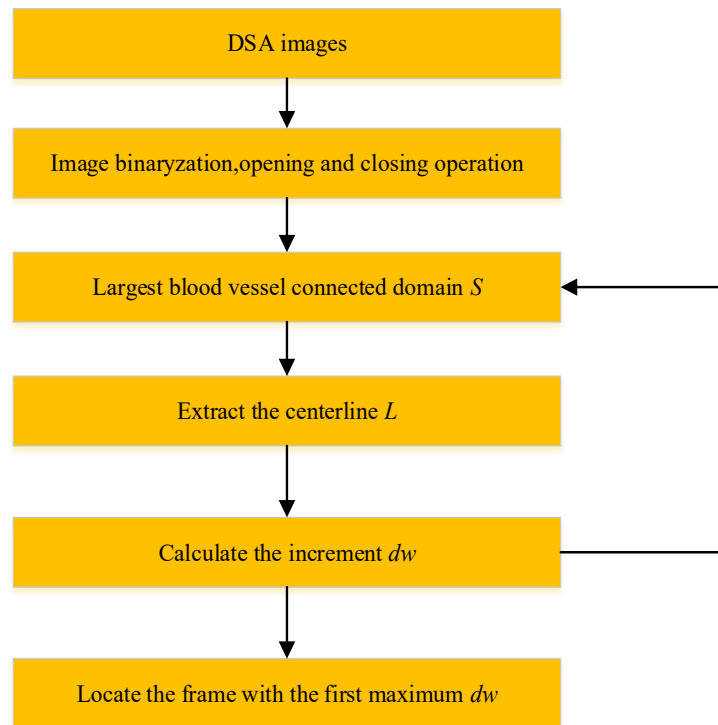 DSA images
Image binaryzation,opening and closing operation
Largest blood vessel connected domain S
Extract the centerline L
Calculate the increment dw
Locate the frame with the first maximum dw